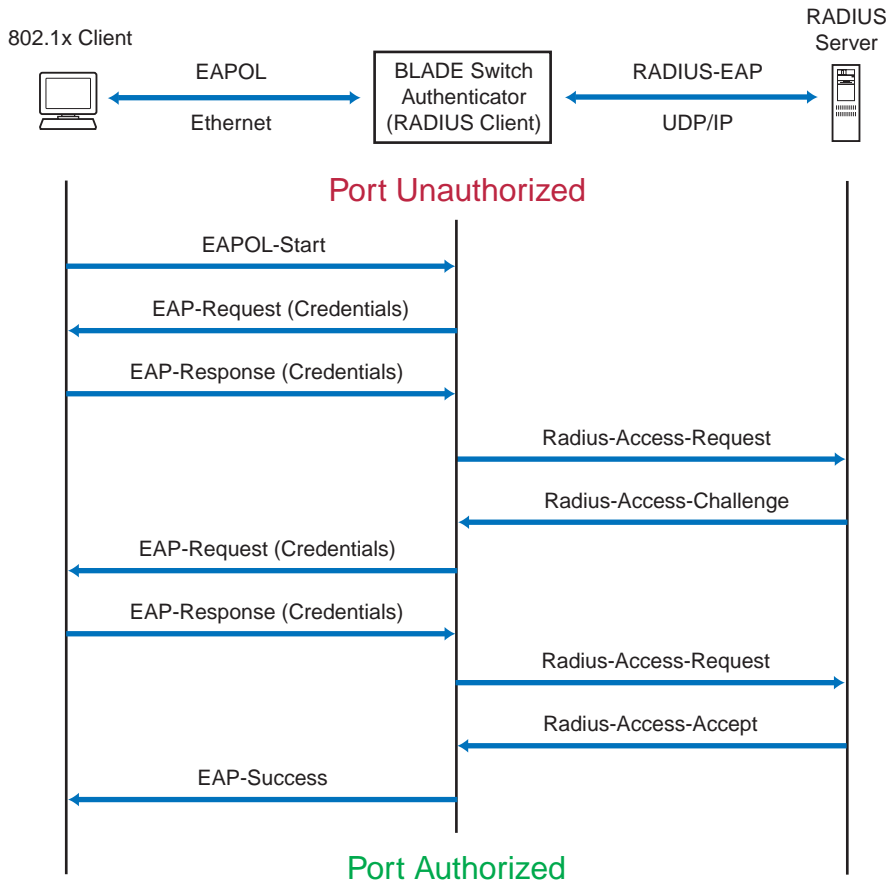 802.1x Client
EAPOL
Ethernet
BLADE Switch
Authenticator
(RADIUS Client)
RADIUS-EAP
UDP/IP
RADIUS
Server
Port Unauthorized
EAPOL-Start
EAP-Request (Credentials)
EAP-Response (Credentials)
Radius-Access-Request
Radius-Access-Challenge
EAP-Request (Credentials)
EAP-Response (Credentials)
Radius-Access-Request
Radius-Access-Accept
EAP-Success
Port Authorized